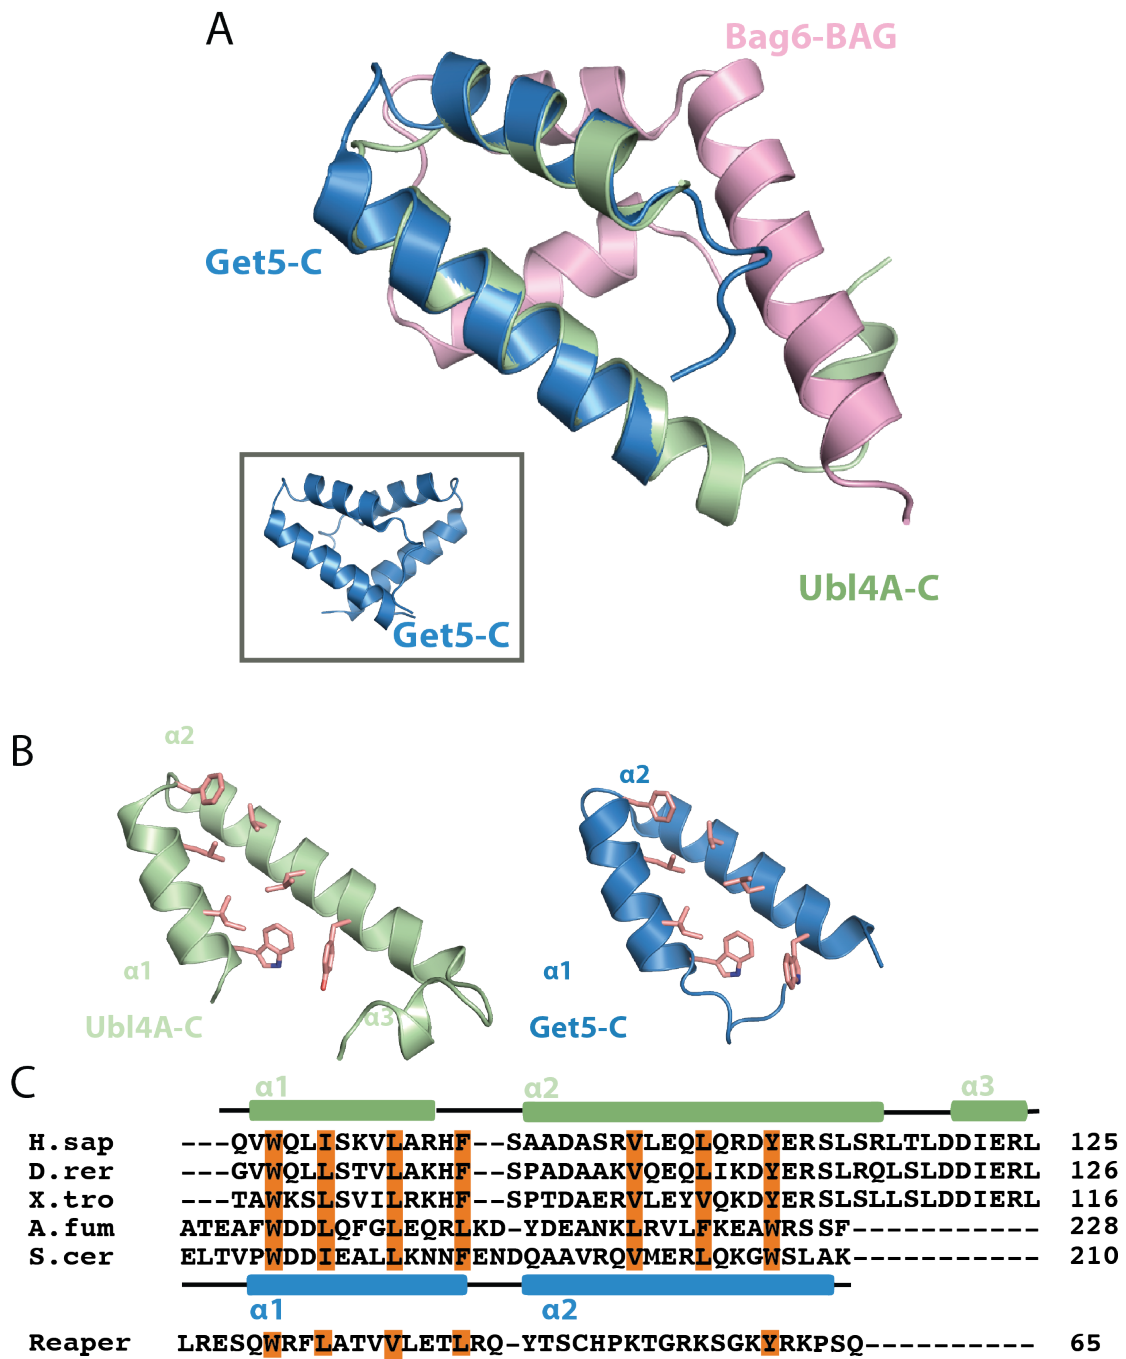 A
Bag6-BAG
Get5-C
Ubl4A-C
Get5-C
B
α2
α2
α1
α1
α3
Ubl4A-C
Get5-C
C
α1 α2 α3
H.sap ---QVWQLISKVLARHF--SAADASRVLEQLQRDYERSLSRLTLDDIERL 125
D.rer ---GVWQLLSTVLAKHF--SPADAAKVQEQLIKDYERSLRQLSLDDIERL 126
X.tro ---TAWKSLSVILRKHF--SPTDAERVLEYVQKDYERSLSLLSLDDIERL 116
A.fum ATEAFWDDLQFGLEQRLKD-YDEANKLRVLFKEAWRSSF----------- 228
S.cer ELTVPWDDIEALLKNNFENDQAAVRQVMERLQKGWSLAK----------- 210
α1 α2
Reaper LRESQWRFLATVVLETLRQ-YTSCHPKTGRKSGKYRKPSQ---------- 65